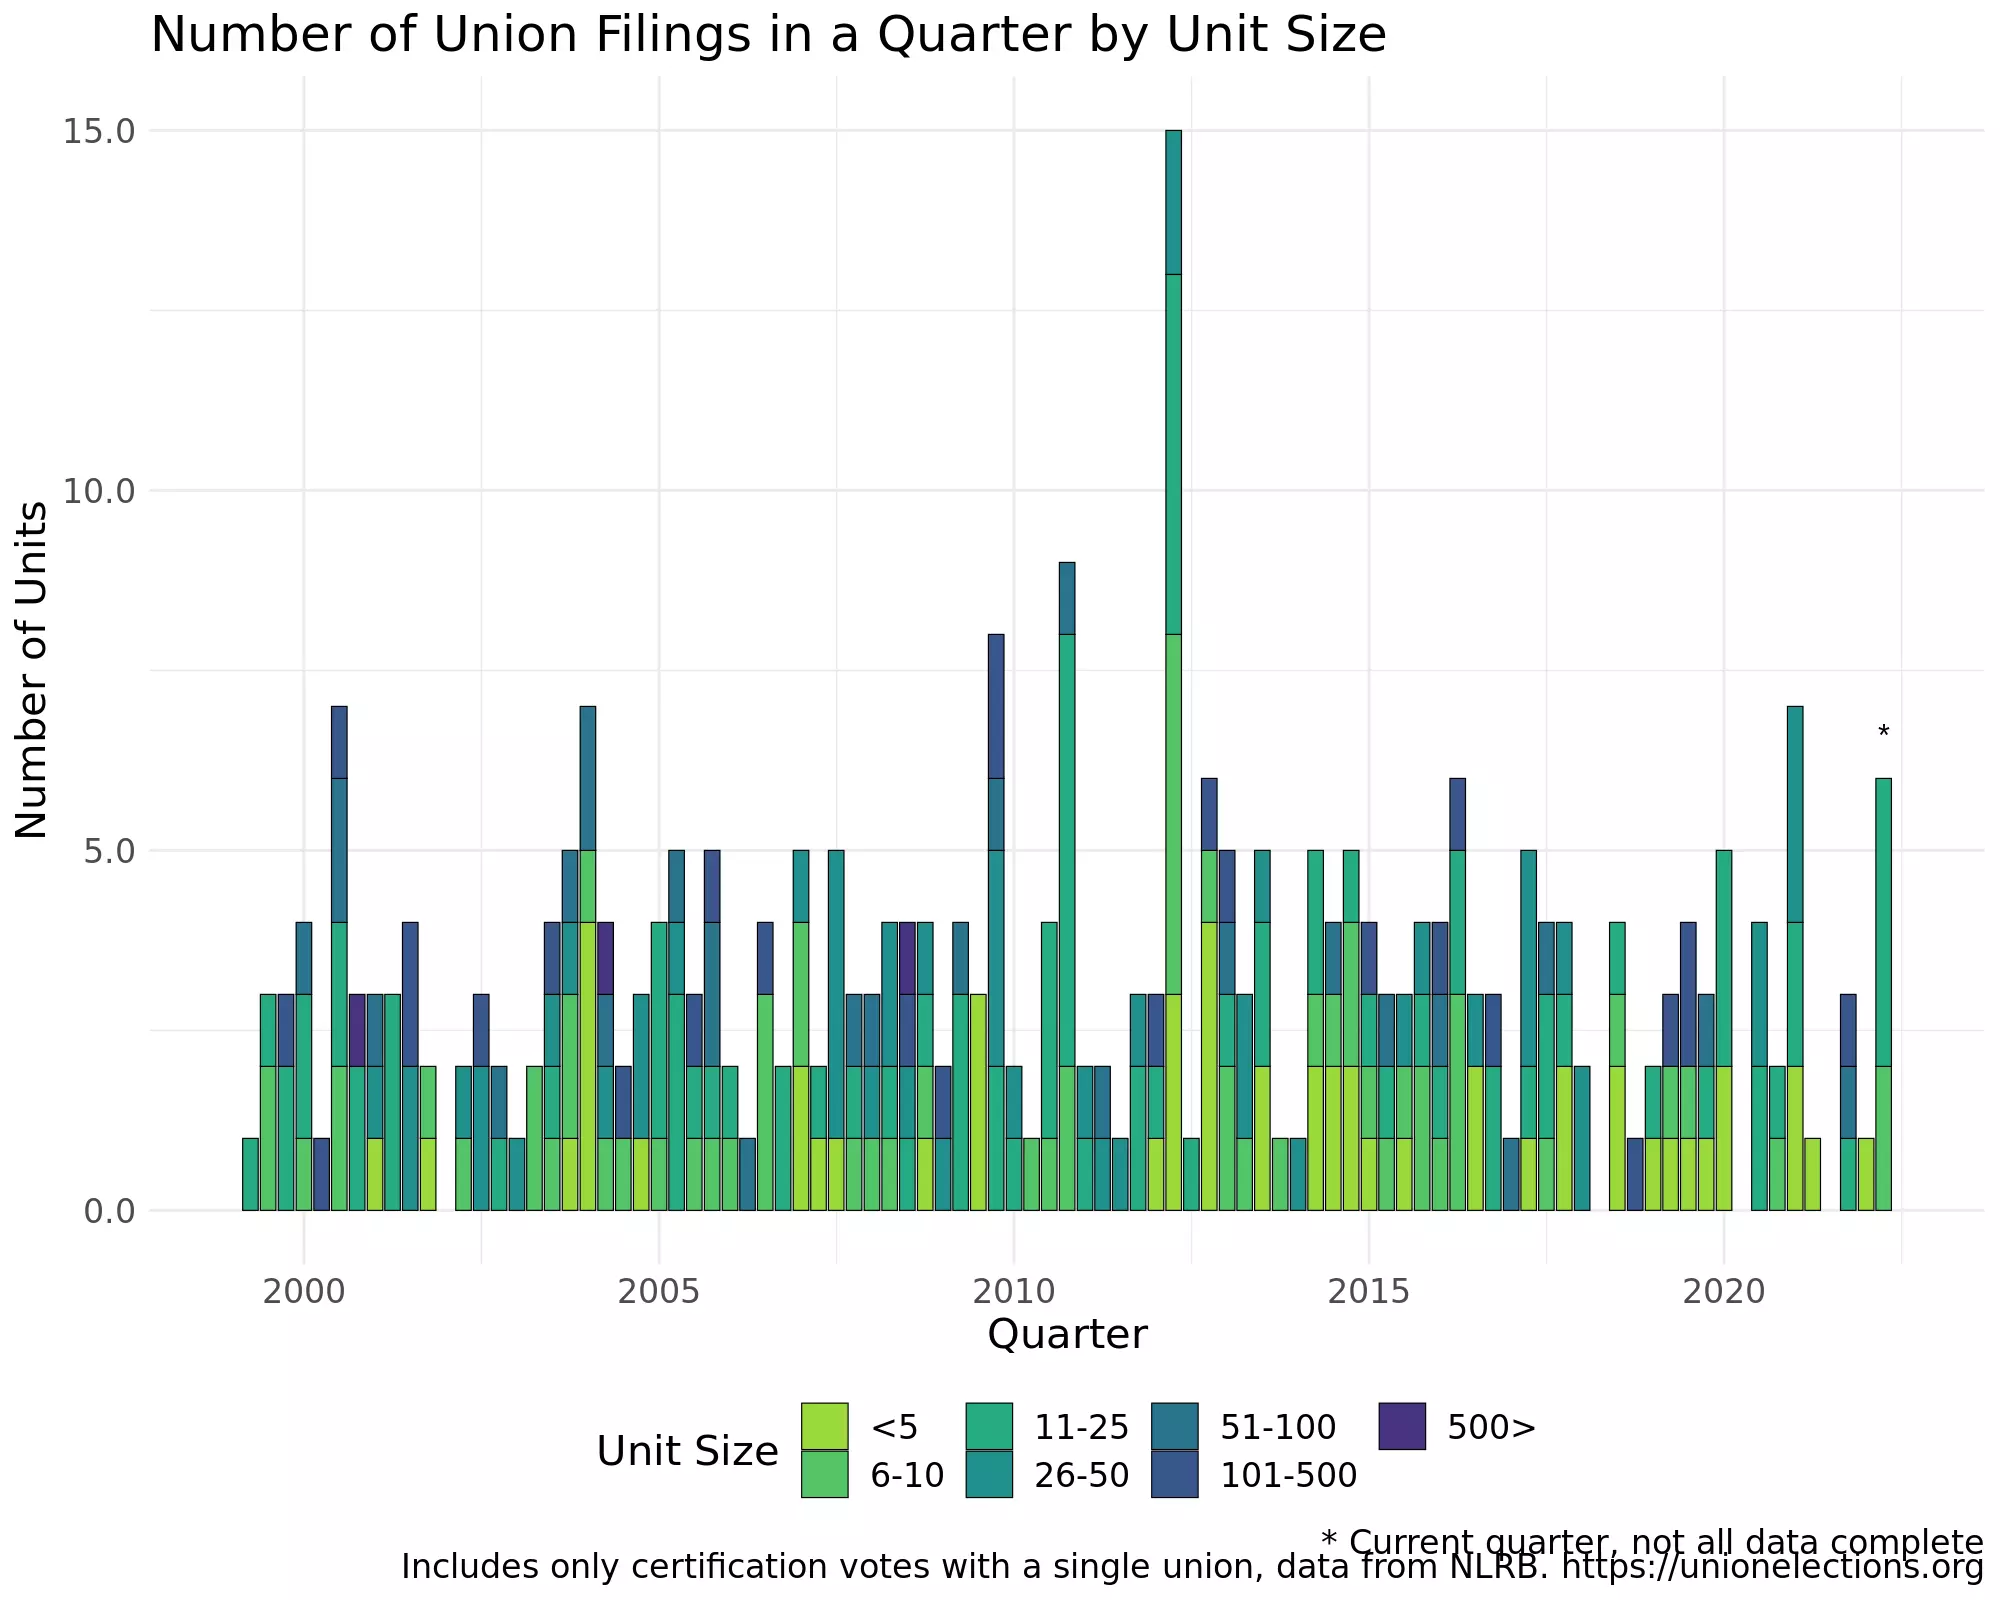 Number of Union Filings in a Quarter by Unit Size
Number of Units
15.0
10.0
5.0
0.0
*
2000 2005 2010 2015 2020
Quarter
Unit Size
<5 11-25 51-100 500>
6-10 26-50 101-500
* Current quarter, not all data complete
Includes only certification votes with a single union, data from NLRB. https://unionelections.org